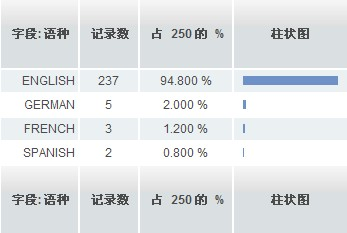 字段:语种 记录数 占 250 的 % 柱状图
ENGLISH 237 94.800 %
GERMAN 5 2.000 %
FRENCH 3 1.200 %
SPANISH 2 0.800 %
字段:语种 记录数 占 250 的 % 柱状图